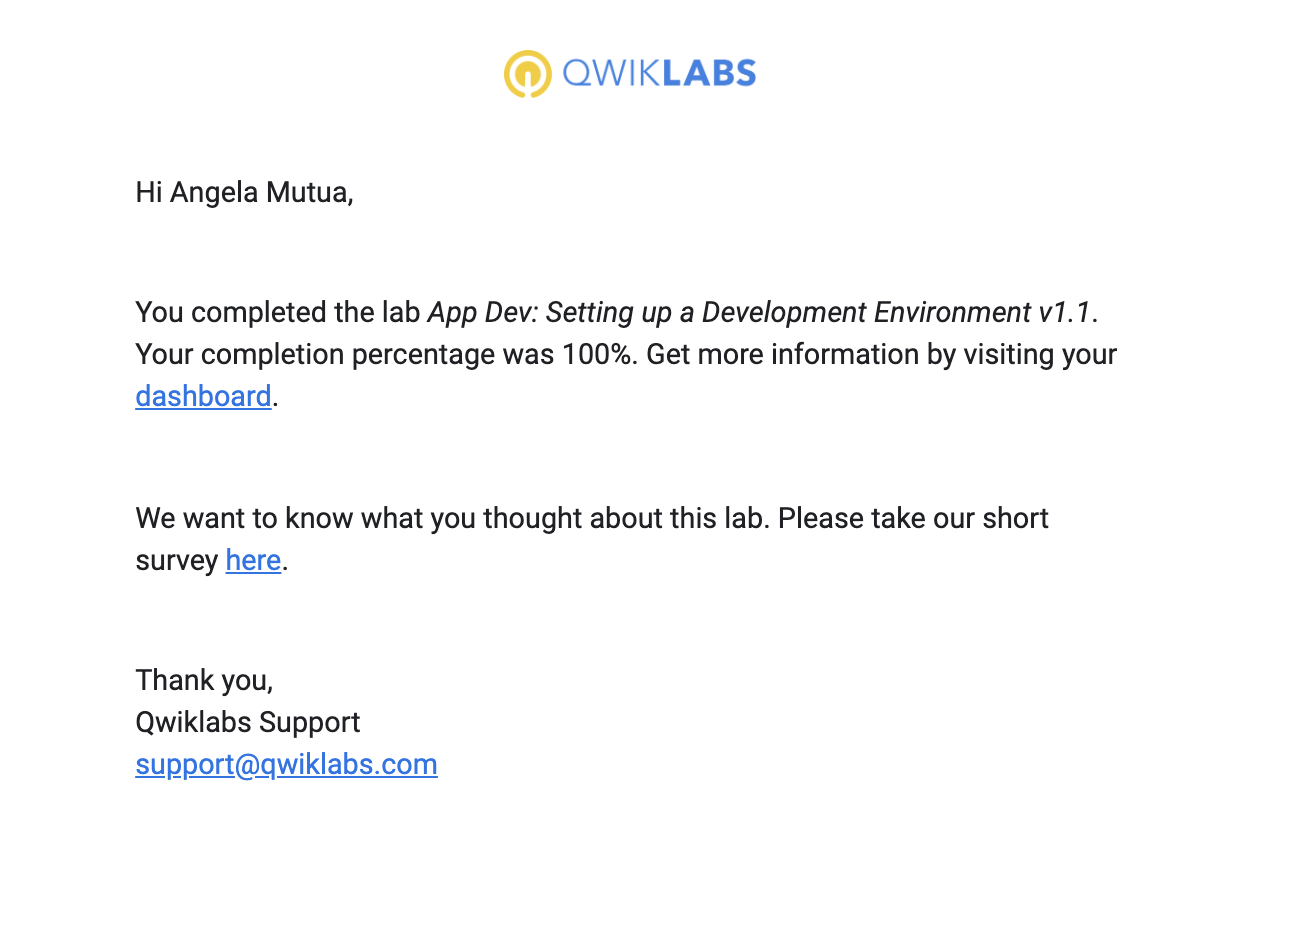 QWIKLABS
Hi Angela Mutua,
You completed the lab App Dev: Setting up a Development Environment v1.1.
Your completion percentage was 100%. Get more information by visiting your
dashboard.
We want to know what you thought about this lab. Please take our short
survey here.
Thank you,
Qwiklabs Support
support@qwiklabs.com